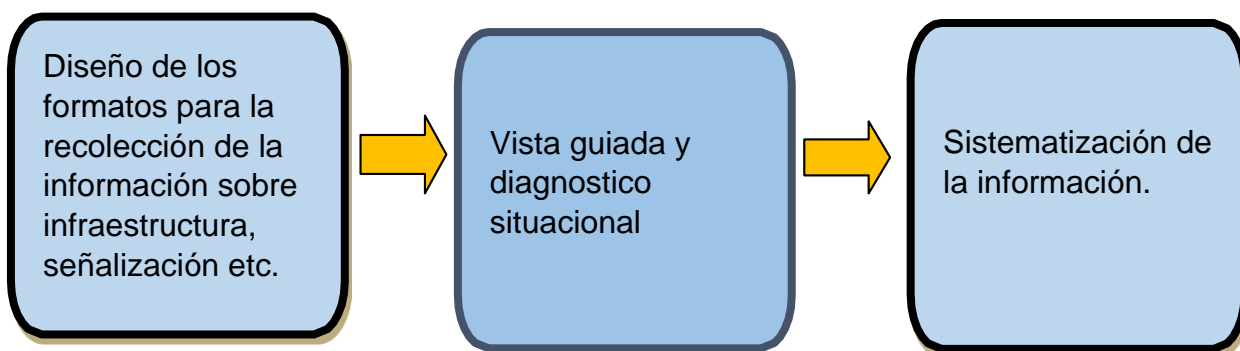 Diseño de los
formatos para la
recolección de la
información sobre
infraestructura,
señalización etc.
Vista guiada y
diagnostico
situacional
Sistematización de
la información.